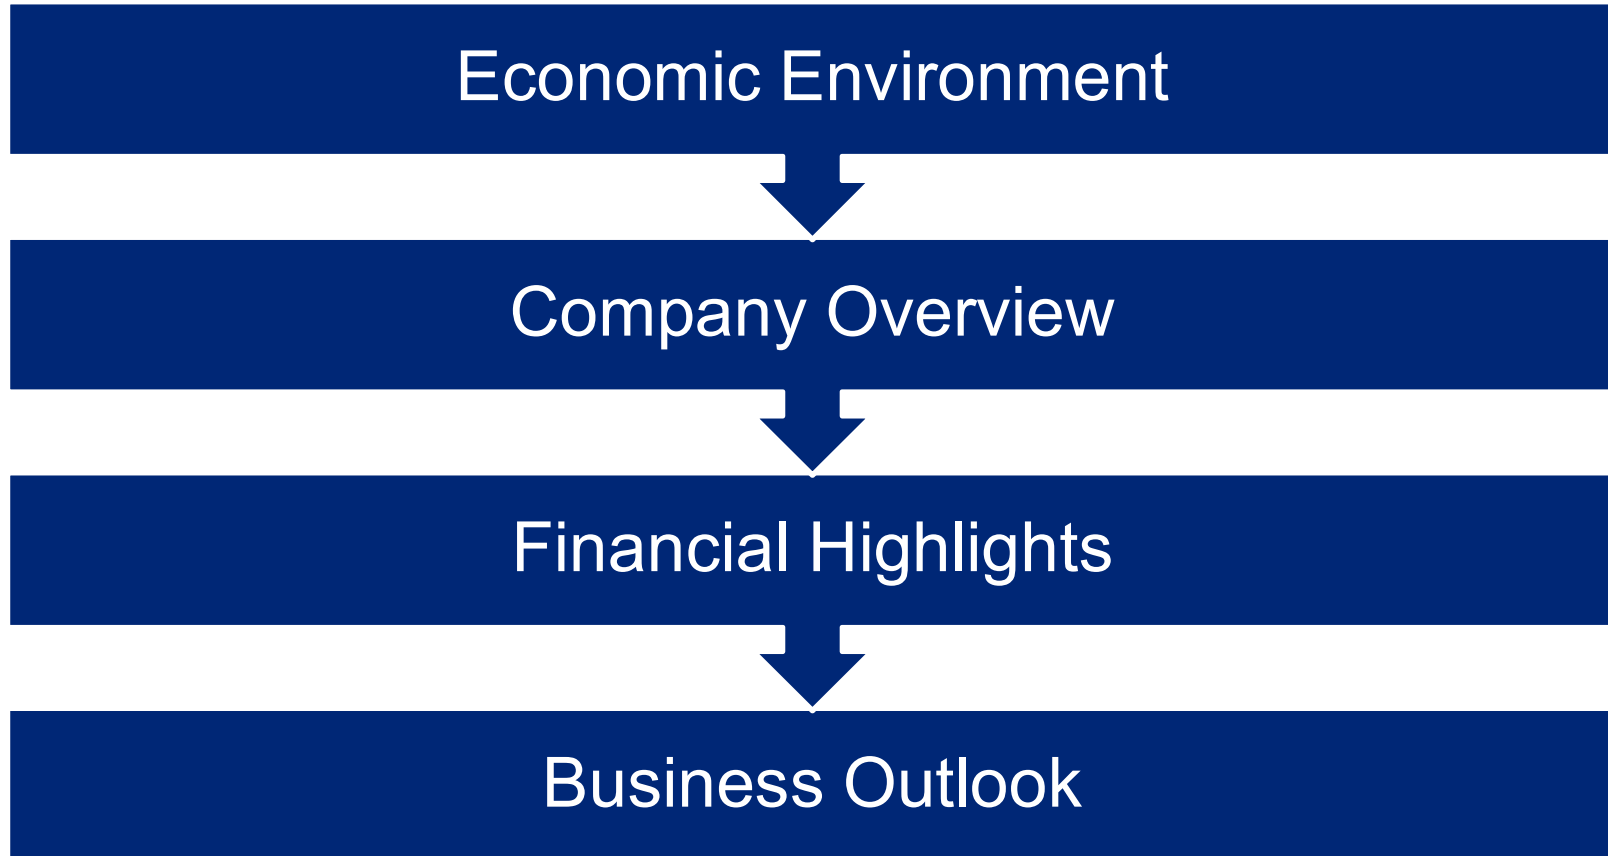 Economic Environment
Company Overview
Financial Highlights
Business Outlook